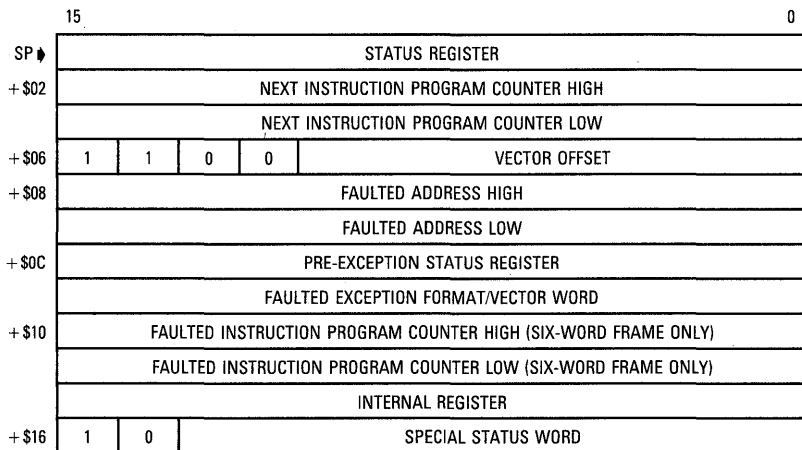 15 0
SP STATUS REGISTER
+$02 NEXT INSTRUCTION PROGRAM COUNTER HIGH
NEXT INSTRUCTION PROGRAM COUNTER LOW
+$06 1 1 0 0 VECTOR OFFSET
+$08 FAULTED ADDRESS HIGH
FAULTED ADDRESS LOW
+$0C PRE-EXCEPTION STATUS REGISTER
FAULTED EXCEPTION FORMAT/VECTOR WORD
+$10 FAULTED INSTRUCTION PROGRAM COUNTER HIGH (SIX-WORD FRAME ONLY)
FAULTED INSTRUCTION PROGRAM COUNTER LOW (SIX-WORD FRAME ONLY)
INTERNAL REGISTER
+$16 1 0 SPECIAL STATUS WORD